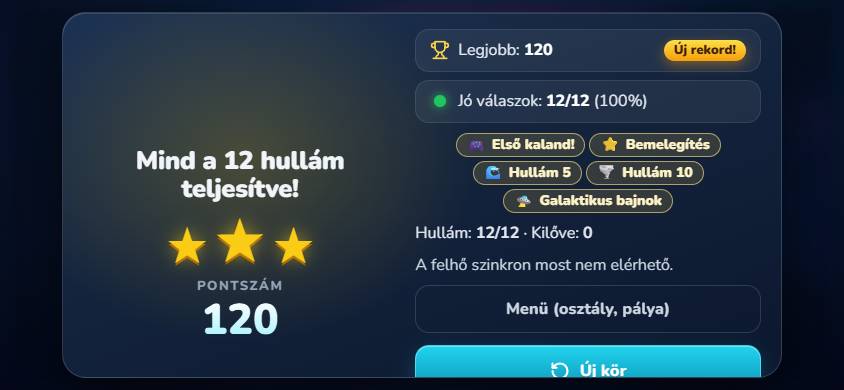 Mind a 12 hullám
teljesítve!
PONTSZÁM
120
Legjobb: 120
Új rekord!
Jó válaszok: 12/12 (100%)
Első kaland!
Bemelegítés
Hullám 5
Hullám 10
Galaktikus bajnok
Hullám: 12/12 · Kilőve: 0
A felhő szinkron most nem elérhető.
Menü (osztály, pálya)
Új kör